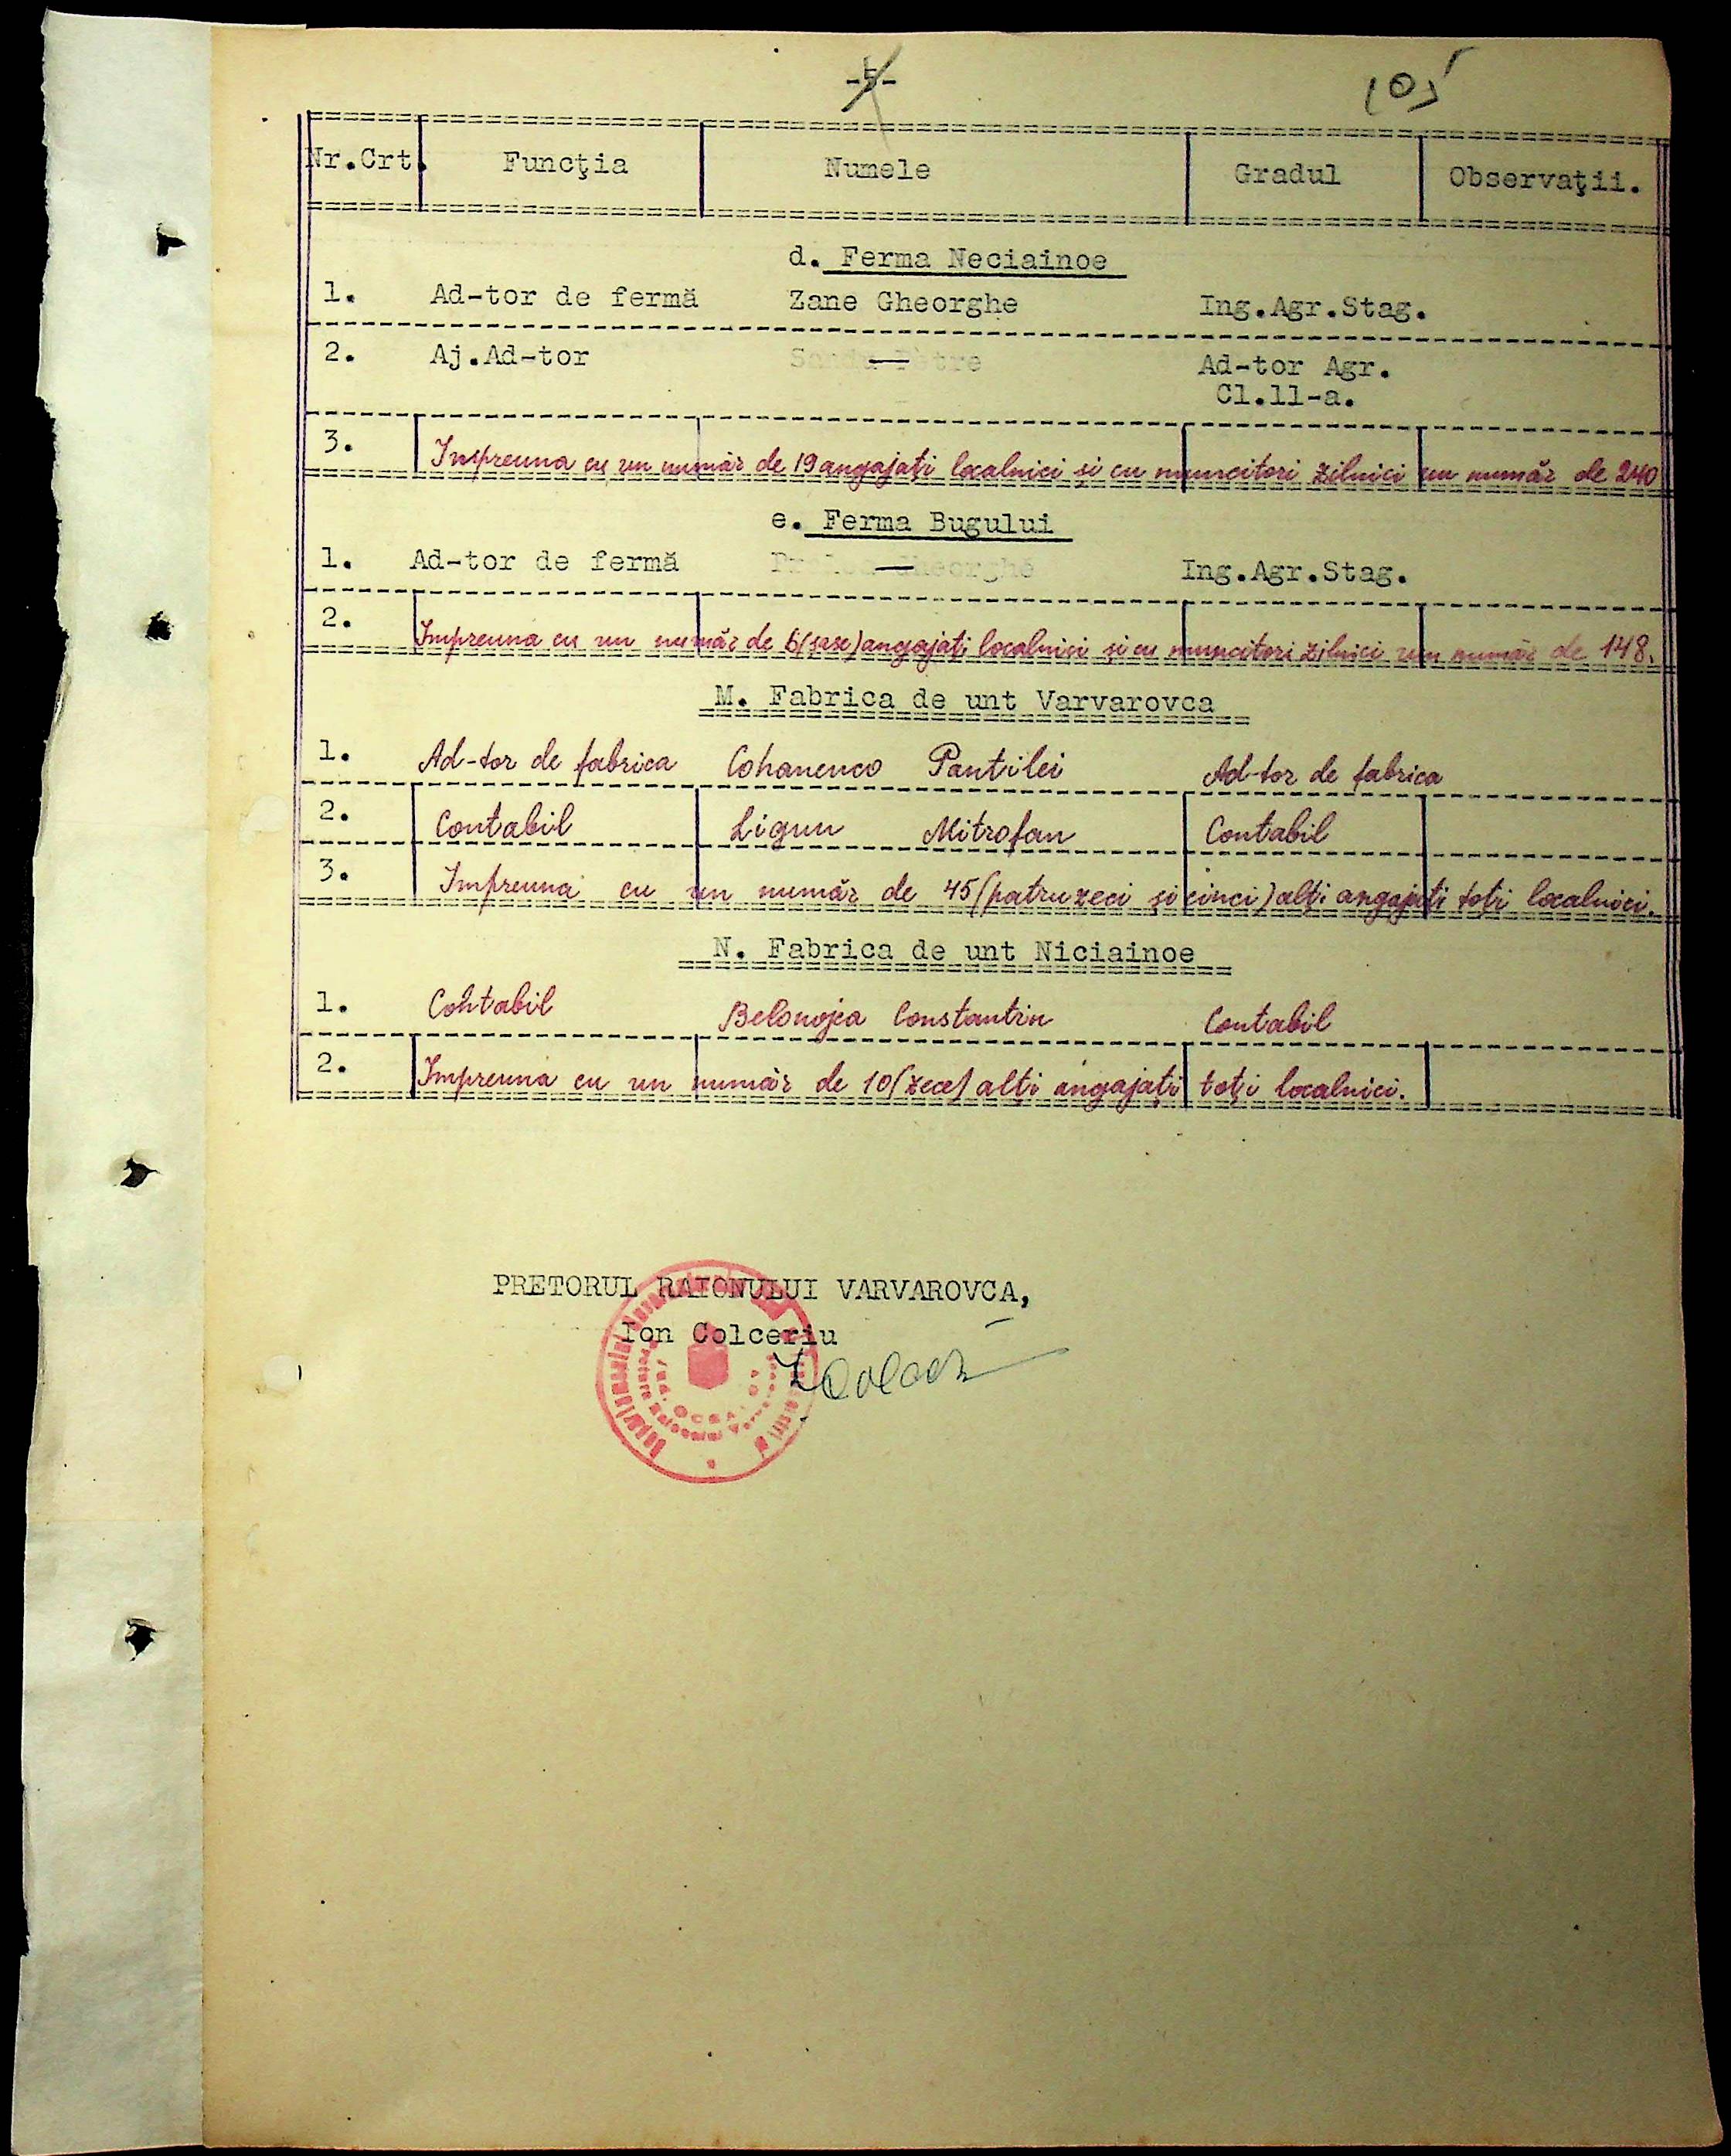 -5-
105
Nr.Crt. Funcţia Numele Gradul Observaţii.
d. Ferma Neciainoe
1. Ad-tor de fermă Zane Gheorghe Ing.Agr.Stag.
2. Aj.Ad-tor — Ad-tor Agr.
Cl.11-a.
3. Impreuna cu un număr de 19 angajaţi localnici şi cu muncitori zilnici un număr de 240
e. Ferma Bugului
1. Ad-tor de fermă — Gheorghe Ing.Agr.Stag.
2. Impreuna cu un număr de 6(şase)angajaţi localnici şi cu muncitori zilnici un număr de 148.
M. Fabrica de unt Varvarovca
1. Ad-tor de fabrica Cohanenco Pantilei Ad-tor de fabrica
2. Contabil Ligun Mitrofan Contabil
3. Impreuna cu un număr de 45(patruzeci şi cinci)alţi angajaţi toţi localnici.
N. Fabrica de unt Niciainoe
1. Contabil Belonojca Constantin Contabil
2. Impreuna cu un număr de 10(zece) alţi angajaţi toţi localnici.
PRETORUL RAIONULUI VARVAROVCA,
Ion Colceriu